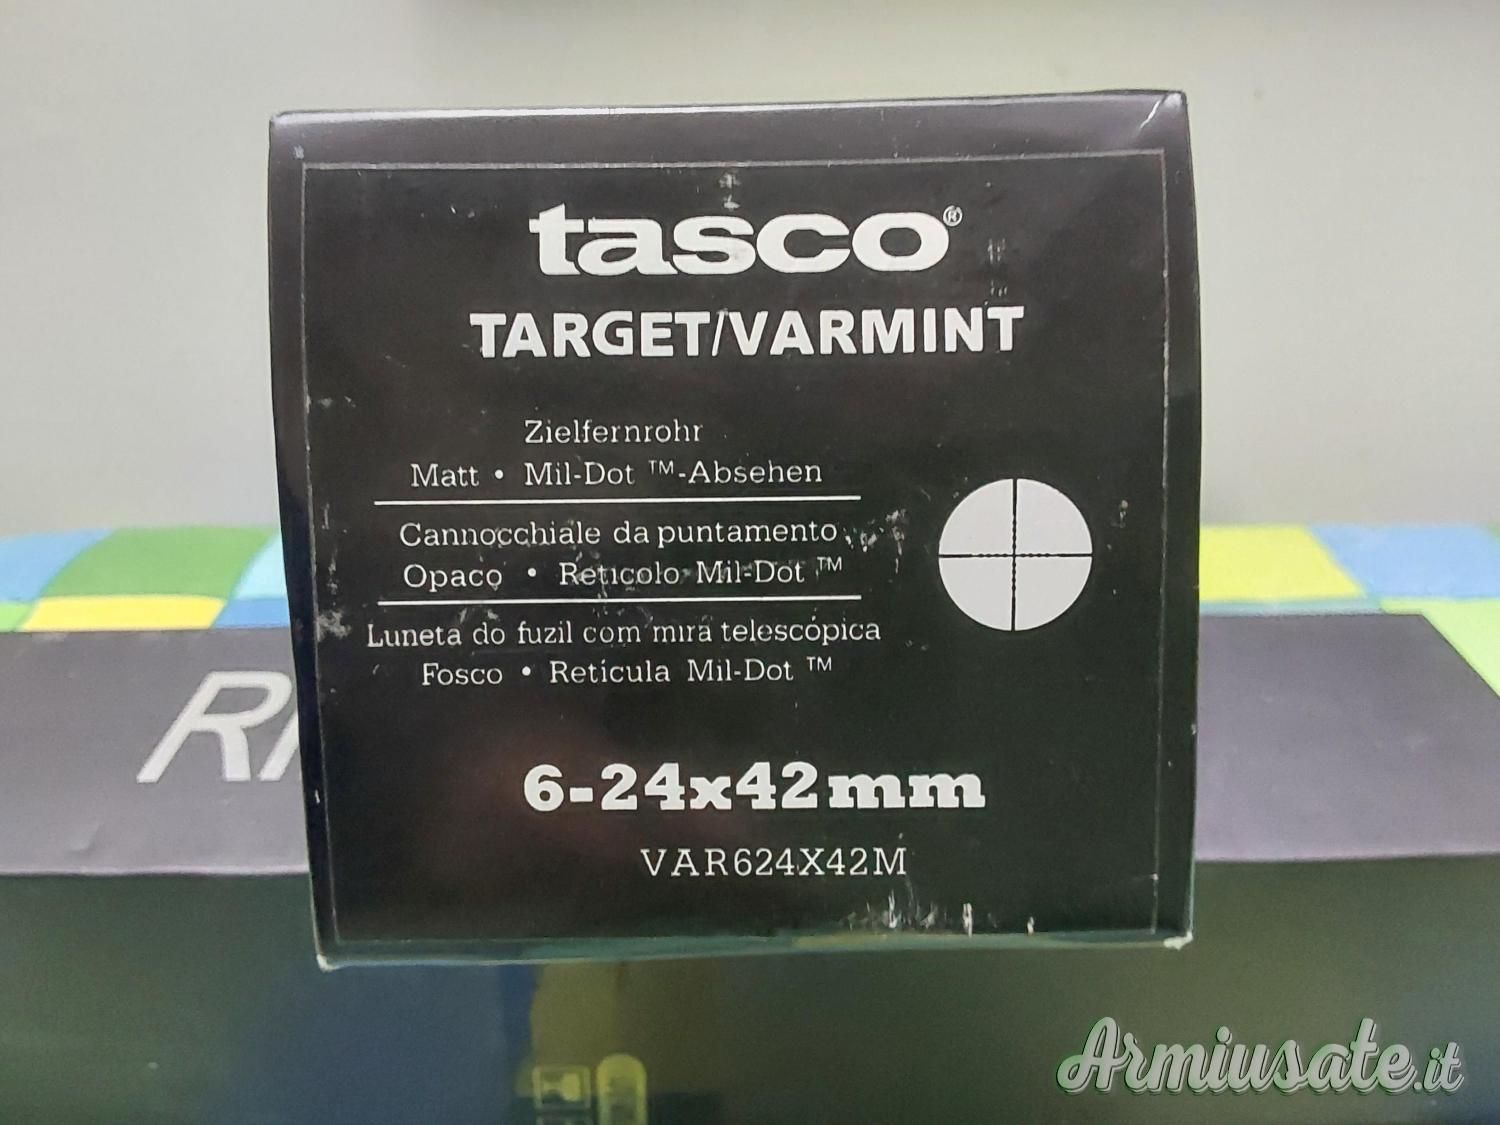 tasco®
TARGET/VARMINT
Zielfernrohr
Matt • Mil-Dot ™-Absehen
Cannocchiale da puntamento
Opaco • Reticolo Mil-Dot ™
Luneta do fuzil com mira telescópica
Fosco • Retícula Mil-Dot ™
6-24x42mm
VAR624X42M
Armiusate.it